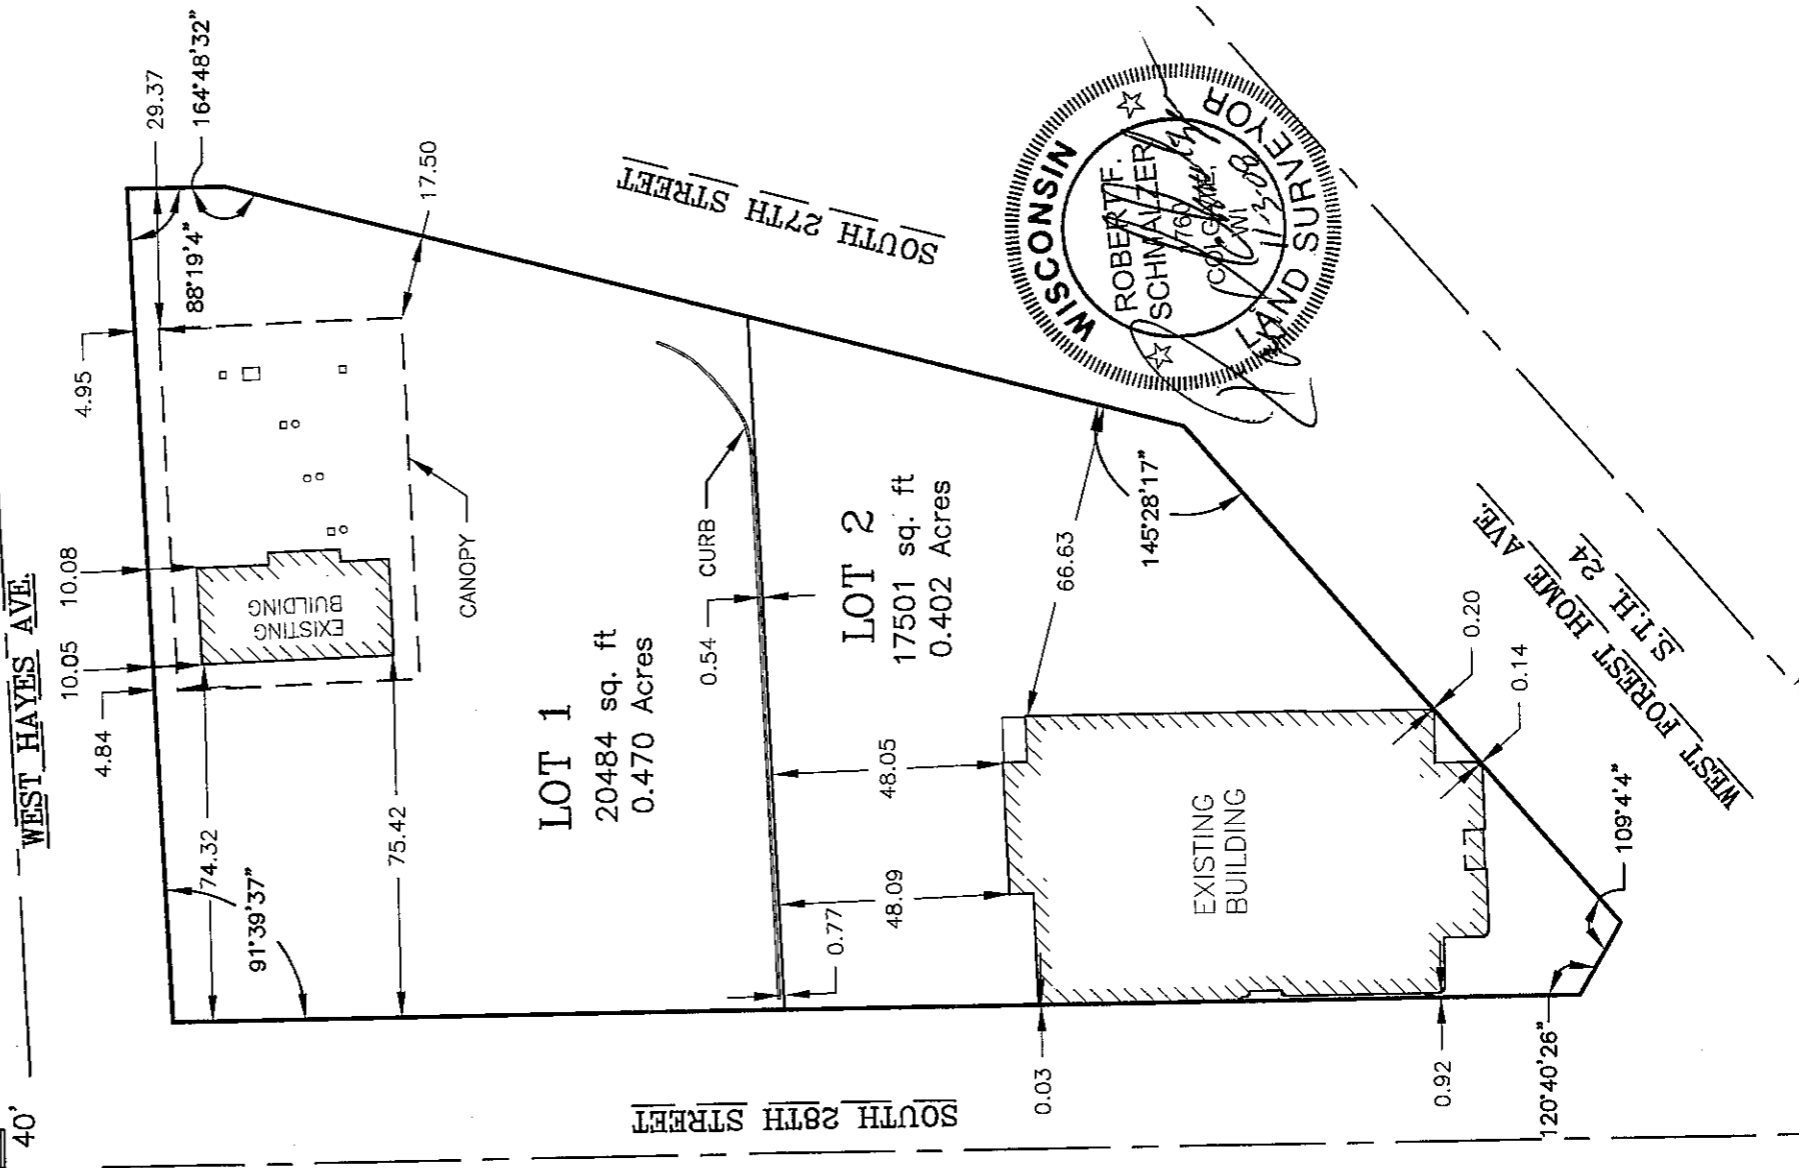 40'
WEST HAYES AVE.
29.37
164°48'32"
88°19'4"
4.95
17.50
10.08
10.05
4.84
EXISTING
BUILDING
CANOPY
74.32
75.42
91°39'37"
LOT 1
20484 sq. ft
0.470 Acres
SOUTH 27TH STREET
CURB
0.54
LOT 2
17501 sq. ft
0.402 Acres
48.05
48.09
0.77
66.63
145°28'17"
EXISTING
BUILDING
0.20
0.14
109°4'4"
120°40'26"
0.92
0.03
SOUTH 28TH STREET
WEST FOREST HOME AVE.
S.T.H. 24
WISCONSIN
ROBERT F.
SCHMALZER
WI
11-13-08
LAND SURVEYOR